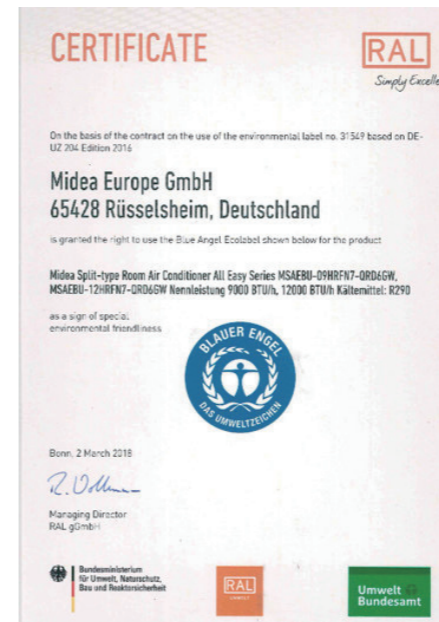 CERTIFICATE
RAL
Simply Excelle
On the basis of the contract on the use of the environmental label no. 31549 based on DE-
UZ 204 Edition 2016
Midea Europe GmbH
65428 Rüsselsheim, Deutschland
is granted the right to use the Blue Angel Ecolabel shown below for the product
Midea Split-type Room Air Conditioner All Easy Series MSAEBU-09HRFN7-QRD6GW,
MSAEBU-12HRFN7-QRD6GW Nennleistung 9000 BTU/h, 12000 BTU/h Kältemittel: R290
as a sign of special
environmental friendliness
BLAUER ENGEL
DAS UMWELTZEICHEN
Bonn, 2 March 2018
Managing Director
RAL gGmbH
Bundesministerium
für Umwelt, Naturschutz,
Bau und Reaktorsicherheit
RAL
UMWELT
Umwelt
Bundesamt